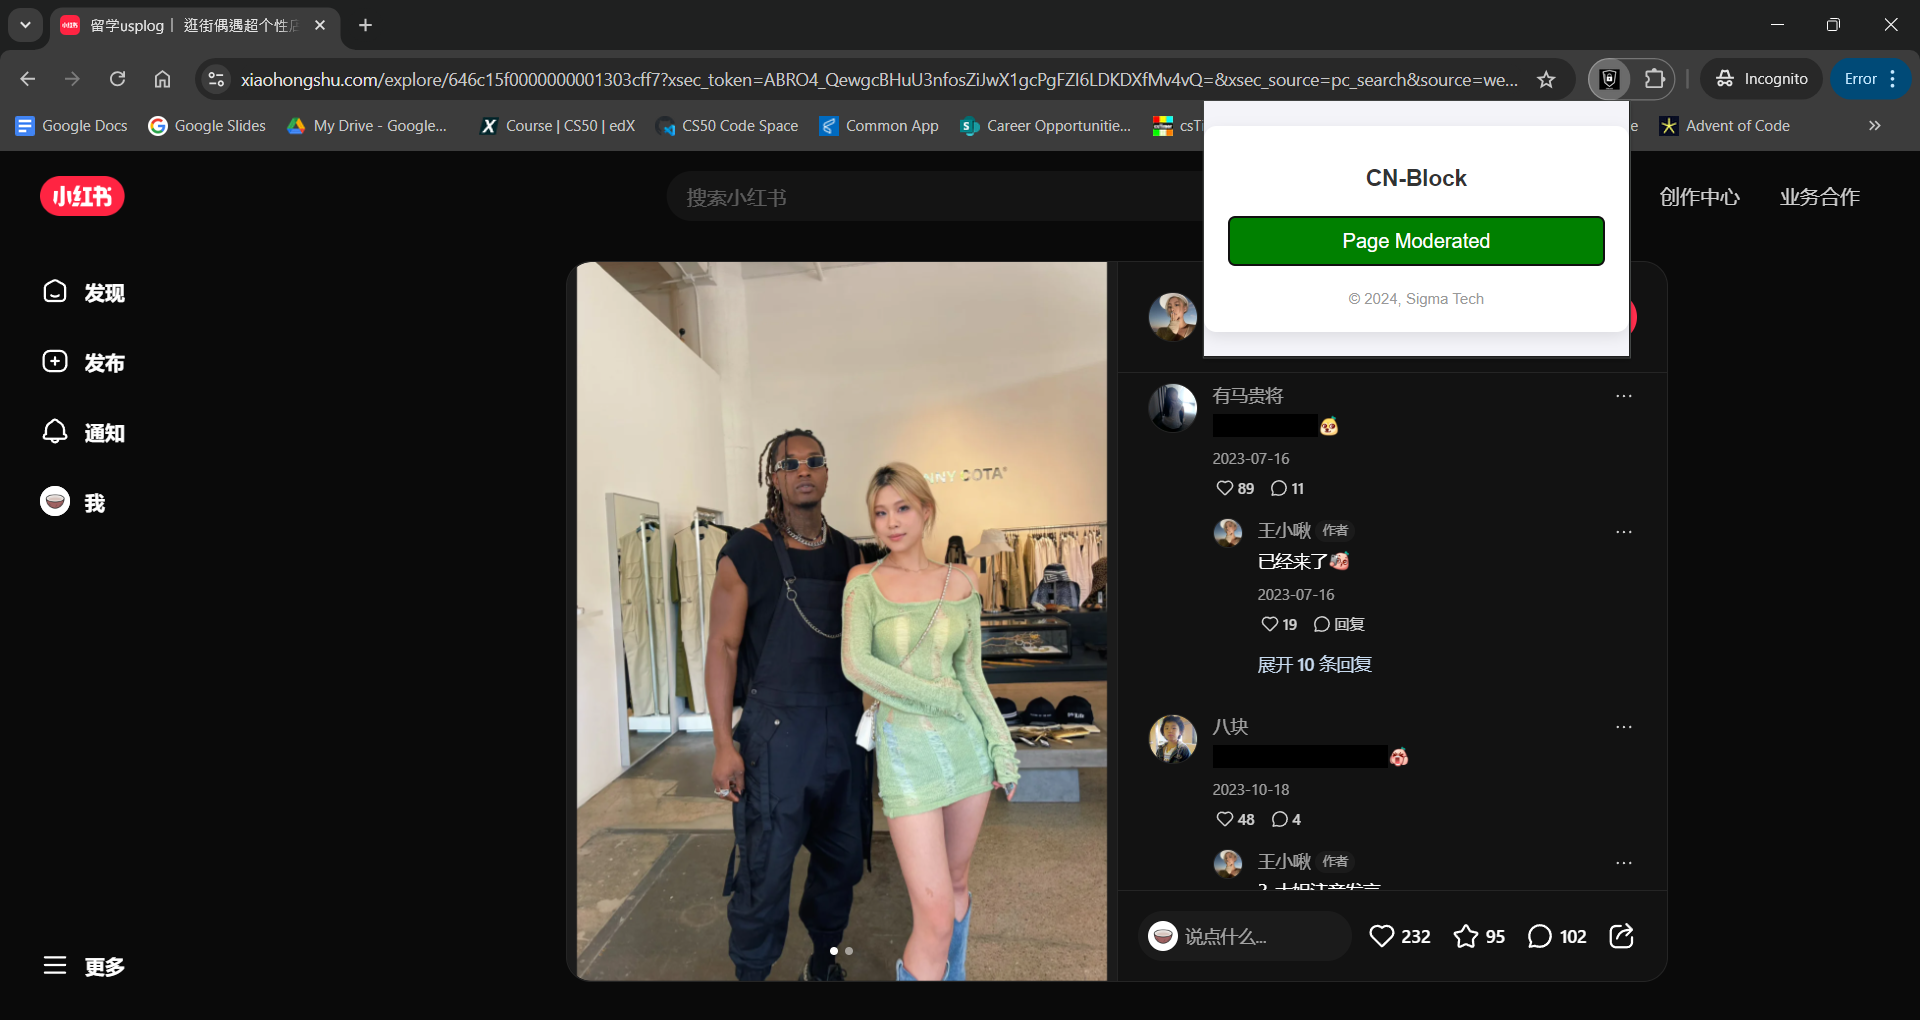 留学usplog | 逛街偶遇超个性
xiaohongshu.com/explore/646c15f0000000001303cff7?xsec_token=ABRO4_QewgcBHuU3nfosZiJwX1gcPgFZI6LDKDXfMv4vQ=&xsec_source=pc_search&source=we...
Incognito
Error
Google Docs
Google Slides
My Drive - Google...
Course | CS50 | edX
CS50 Code Space
Common App
Career Opportunitie...
Advent of Code
小红书
搜索小红书
创作中心
业务合作
CN-Block
Page Moderated
© 2024, Sigma Tech
发现
发布
通知
我
更多
有马贵将
2023-07-16
89
11
王小啾 作者
已经来了
2023-07-16
19
回复
展开 10 条回复
八块
2023-10-18
48
4
王小啾 作者
说点什么...
232
95
102